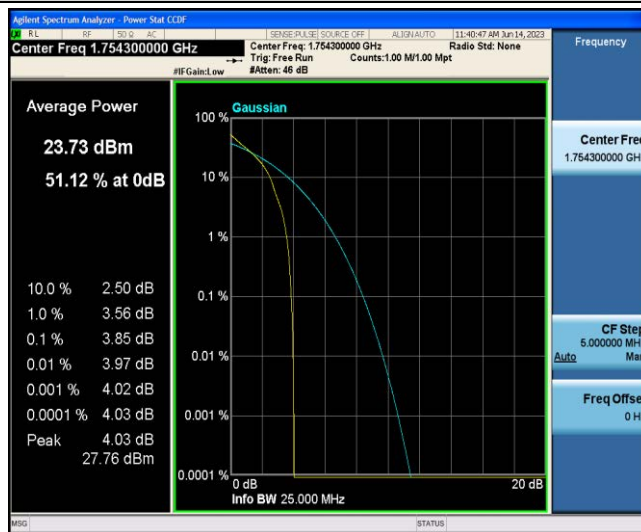 Agilent Spectrum Analyzer - Power Stat CCDF
RL RF 50 Ω AC SENSE:PULSE SOURCE OFF ALIGN AUTO 11:40:47 AM Jun 14, 2023
Center Freq 1.754300000 GHz
Center Freq: 1.754300000 GHz Radio Std: None
Trig: Free Run Counts:1.00 M/1.00 Mpt
#IFGain:Low #Atten: 46 dB
Frequency
Average Power
23.73 dBm
51.12 % at 0dB
10.0 % 2.50 dB
1.0 % 3.56 dB
0.1 % 3.85 dB
0.01 % 3.97 dB
0.001 % 4.02 dB
0.0001 % 4.03 dB
Peak 4.03 dB
27.76 dBm
Gaussian
100 %
10 %
1 %
0.1 %
0.01 %
0.001 %
0.0001 %
0 dB 20 dB
Info BW 25.000 MHz
Center Fre
1.754300000 GH
CF Step
5.000000 MH
Auto Ma
Freq Offse
0 H
MSG STATUS